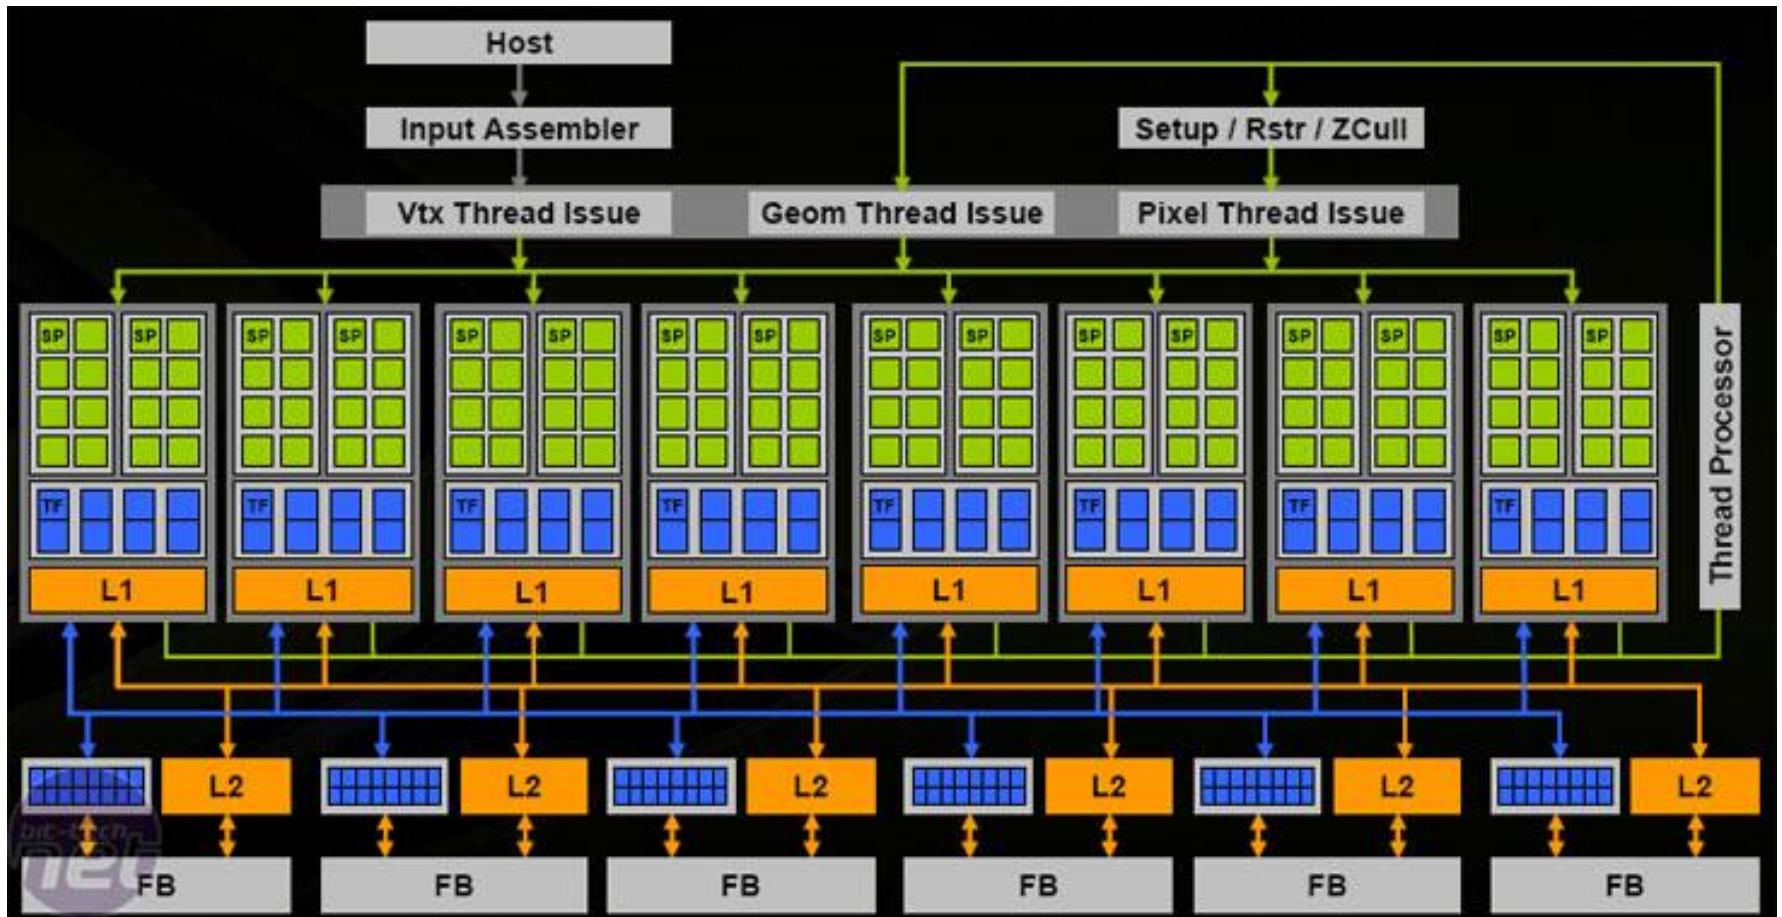 Host
Input Assembler
Setup / Rstr / ZCull
Vtx Thread Issue
Geom Thread Issue
Pixel Thread Issue
SP SP SP SP SP SP SP SP SP SP SP SP SP SP SP SP
TF TF TF TF TF TF TF TF
L1 L1 L1 L1 L1 L1 L1 L1
Thread Processor
L2 L2 L2 L2 L2 L2
bit-tech
net
FB FB FB FB FB FB